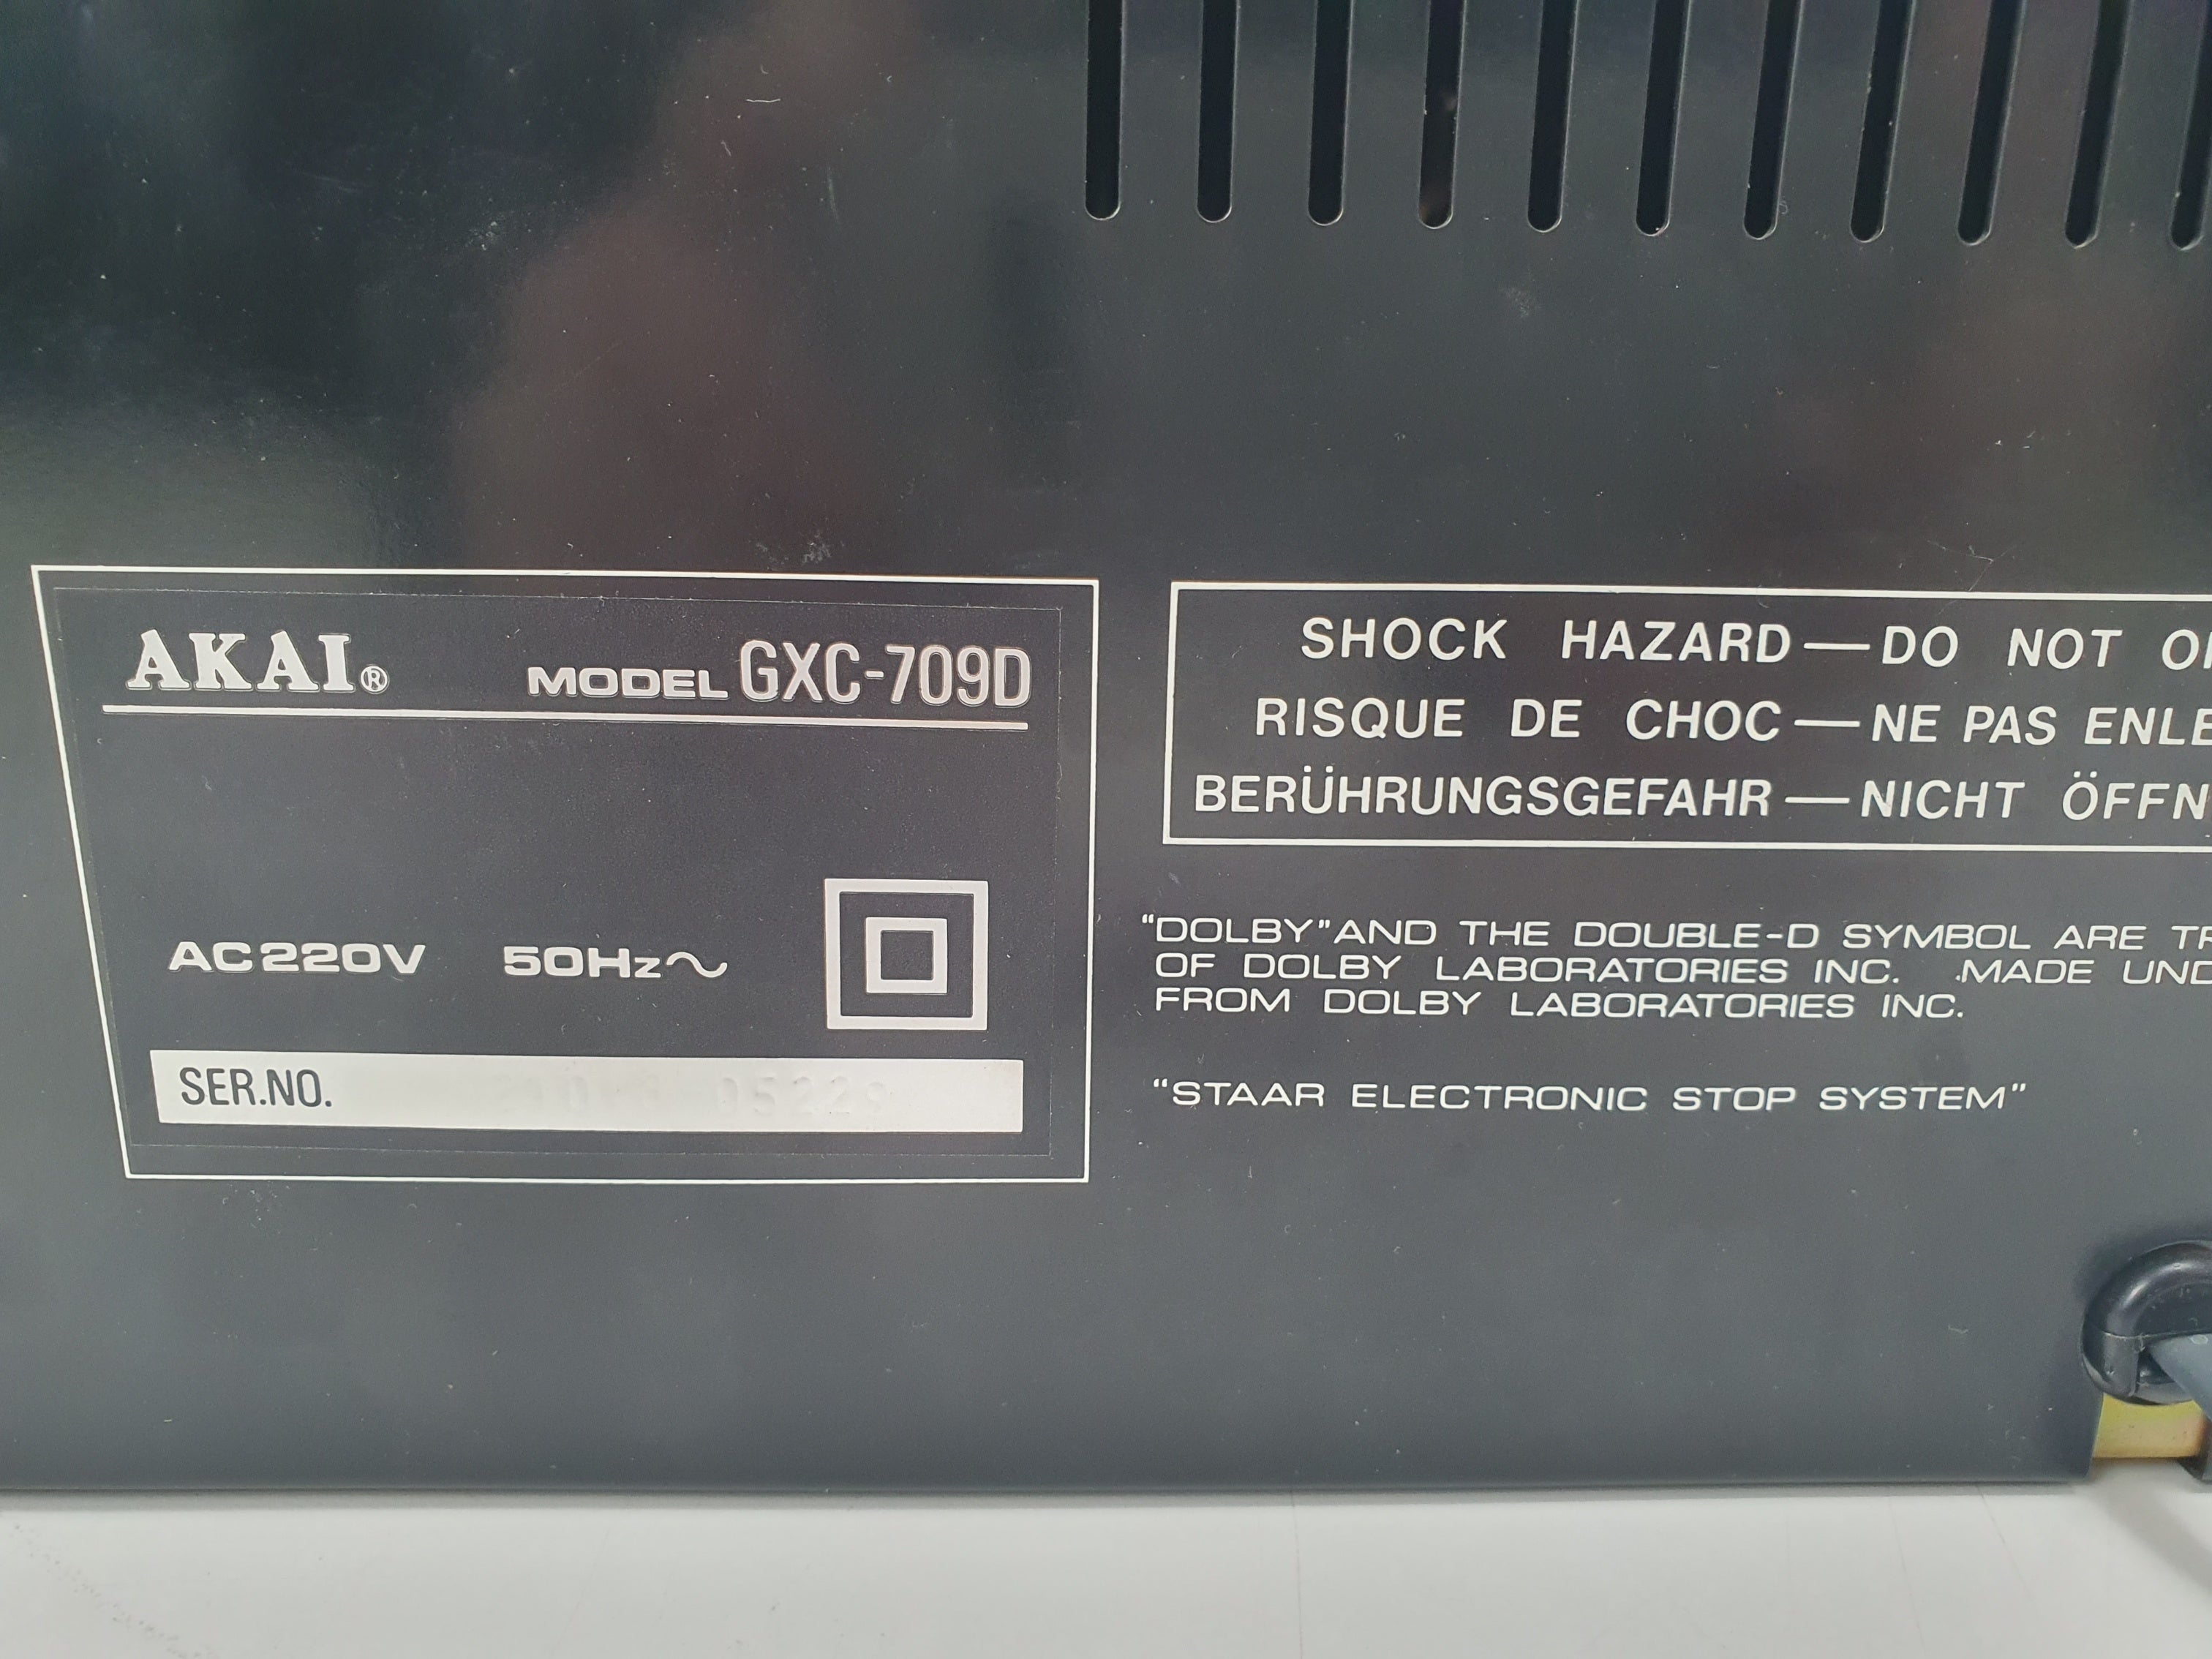 AKAI® MODEL GXC-709D
AC220V 50Hz~
SER.NO.
SHOCK HAZARD—DO NOT
RISQUE DE CHOC—NE PAS
BERÜHRUNGSGEFAHR—NICHT
"DOLBY" AND THE DOUBLE-D SYMBOL ARE
OF DOLBY LABORATORIES INC. .MADE
FROM DOLBY LABORATORIES INC.
"STAAR ELECTRONIC STOP SYSTEM"